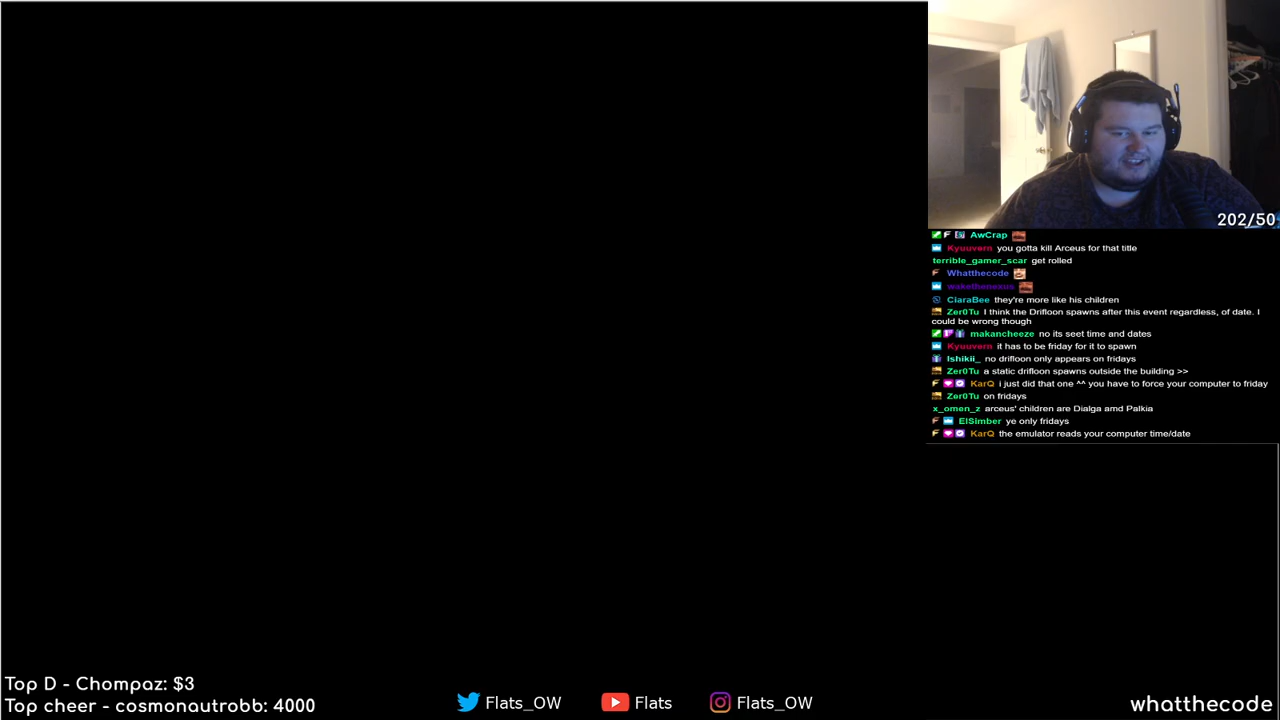 202/50
AwCrap
Kyuuvern you gotta kill Arceus for that title
terrible_gamer_scar get rolled
Whatthecode
wakethenexus
CiaraBee they're more like his children
Zer0Tu I think the Drifloon spawns after this event regardless, of date. I
could be wrong though
makancheeze no its seet time and dates
Kyuuvern it has to be friday for it to spawn
Ishikii_ no drifloon only appears on fridays
Zer0Tu a static drifloon spawns outside the building >>
KarQ i just did that one ^^ you have to force your computer to friday
Zer0Tu on fridays
x_omen_z arceus' children are Dialga amd Palkia
ElSimber ye only fridays
KarQ the emulator reads your computer time/date
Top D - Chompaz: $3
Top cheer - cosmonautrobb: 4000
Flats_OW
Flats
Flats_OW
whatthecode